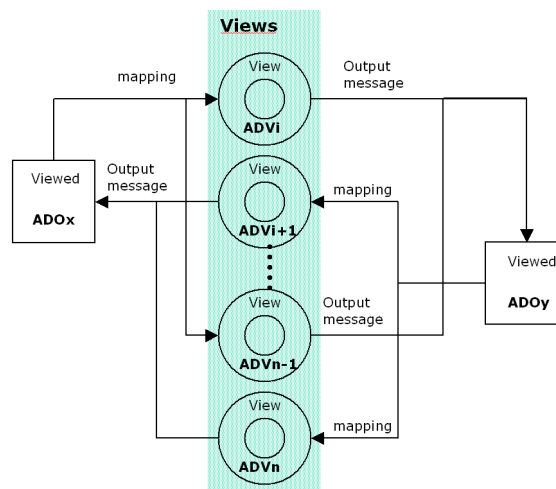 Views
View
ADVi
mapping
Output
message
Viewed
ADOx
Output
message
View
ADVi+1
mapping
Viewed
ADOy
View
ADVn-1
Output
message
View
ADVn
mapping